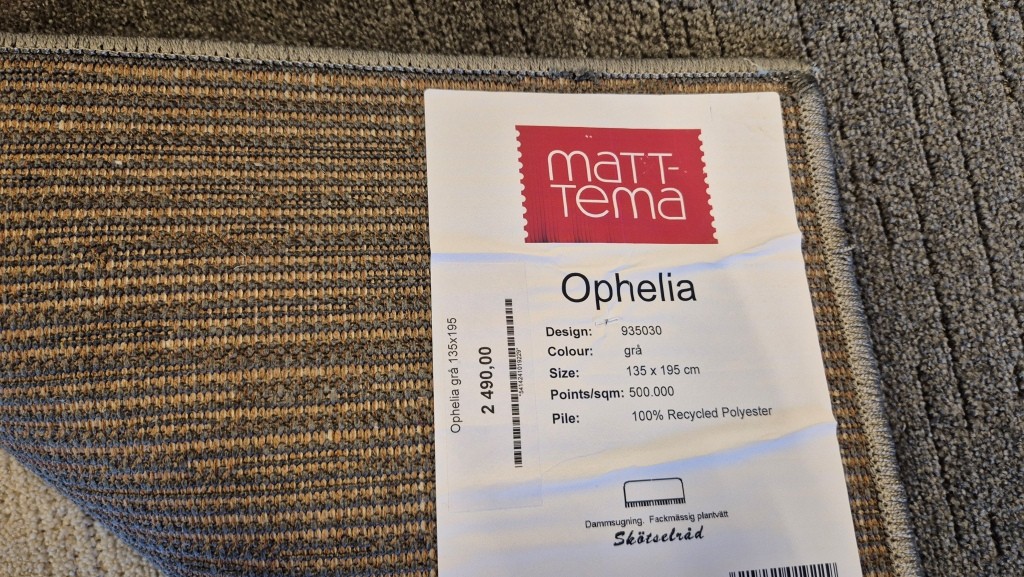 mATT-
Tema
Ophelia
Design: 935030
Colour: grå
Size: 135 x 195 cm
Points/sqm: 500.000
Pile: 100% Recycled Polyester
Ophelia grå 135x195
2 490,00
Dammsugning. Fackmässig plantvätt
Skötselråd